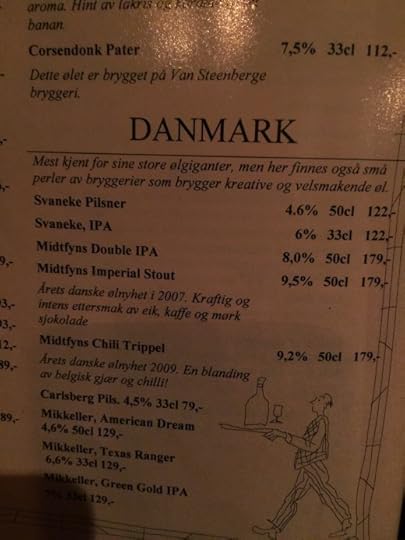 aroma. Hint av lakris og
banan.
Corsendonk Pater 7,5% 33cl 112,-
Dette ølet er brygget på Van Steenberge
bryggeri.
DANMARK
Mest kjent for sine store ølgiganter, men her finnes også små
perler av bryggerier som brygger kreative og velsmakende øl.
Svaneke Pilsner 4.6% 50cl 122,-
Svaneke, IPA 6% 33cl 122,-
Midtfyns Double IPA 8,0% 50cl 179,-
Midtfyns Imperial Stout 9,5% 50cl 179,-
Årets danske ølnyhet i 2007. Kraftig og
intens ettersmak av eik, kaffe og mørk
sjokolade
Midtfyns Chili Trippel 9,2% 50cl 179,-
Årets danske ølnyhet 2009. En blanding
av belgisk gjær og chilli!
Carlsberg Pils. 4,5% 33cl 79,-
Mikkeller, American Dream
4,6% 50cl 129,-
Mikkeller, Texas Ranger
6,6% 33cl 129,-
Mikkeller, Green Gold IPA
7% 33cl 129,-